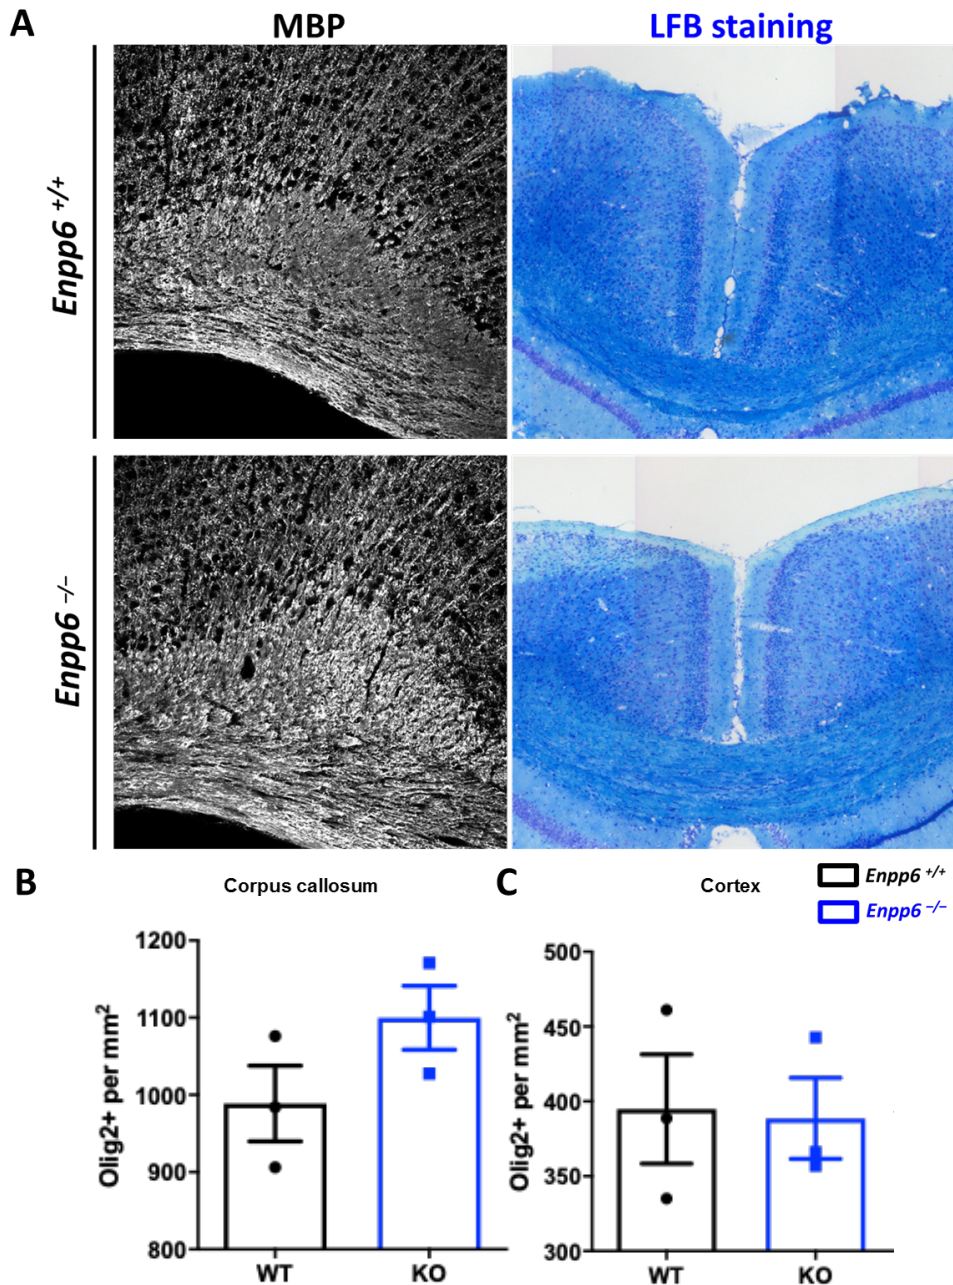 A
MBP
LFB staining
Enpp6 +/+
Enpp6 –/–
B
Corpus callosum
C
Cortex
Enpp6 +/+
Enpp6 –/–
Olig2+ per mm2
1200
1100
1000
900
800
WT
KO
Olig2+ per mm2
500
450
400
350
300
WT
KO